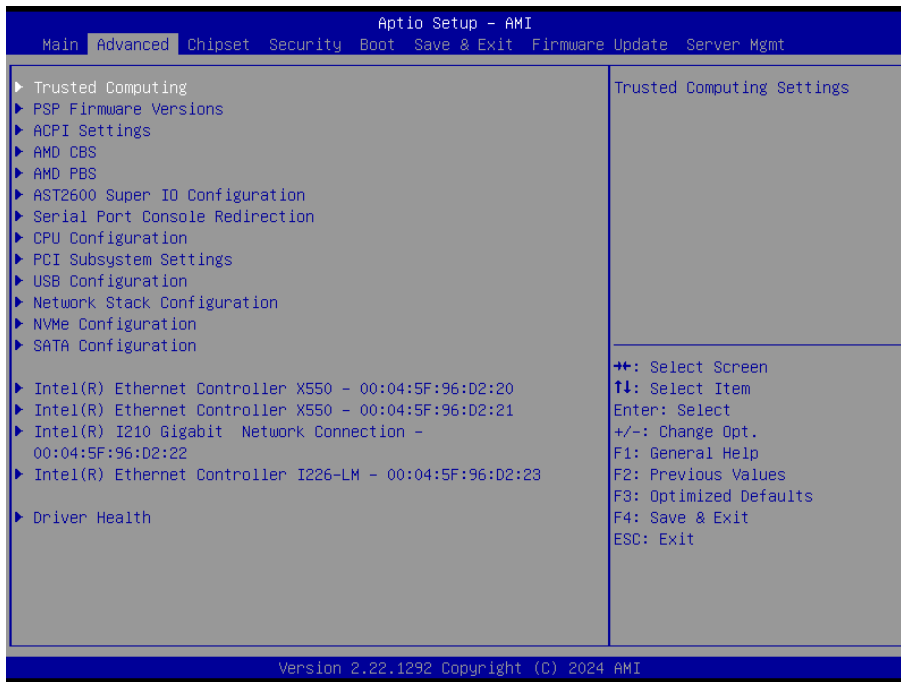 Aptio Setup – AMI
Main Advanced Chipset Security Boot Save & Exit Firmware Update Server Mgmt
▶ Trusted Computing
▶ PSP Firmware Versions
▶ ACPI Settings
▶ AMD CBS
▶ AMD PBS
▶ AST2600 Super IO Configuration
▶ Serial Port Console Redirection
▶ CPU Configuration
▶ PCI Subsystem Settings
▶ USB Configuration
▶ Network Stack Configuration
▶ NVMe Configuration
▶ SATA Configuration
▶ Intel(R) Ethernet Controller X550 – 00:04:5F:96:D2:20
▶ Intel(R) Ethernet Controller X550 – 00:04:5F:96:D2:21
▶ Intel(R) I210 Gigabit  Network Connection –
00:04:5F:96:D2:22
▶ Intel(R) Ethernet Controller I226–LM – 00:04:5F:96:D2:23
▶ Driver Health
Trusted Computing Settings
→←: Select Screen
↑↓: Select Item
Enter: Select
+/–: Change Opt.
F1: General Help
F2: Previous Values
F3: Optimized Defaults
F4: Save & Exit
ESC: Exit
Version 2.22.1292 Copyright (C) 2024 AMI